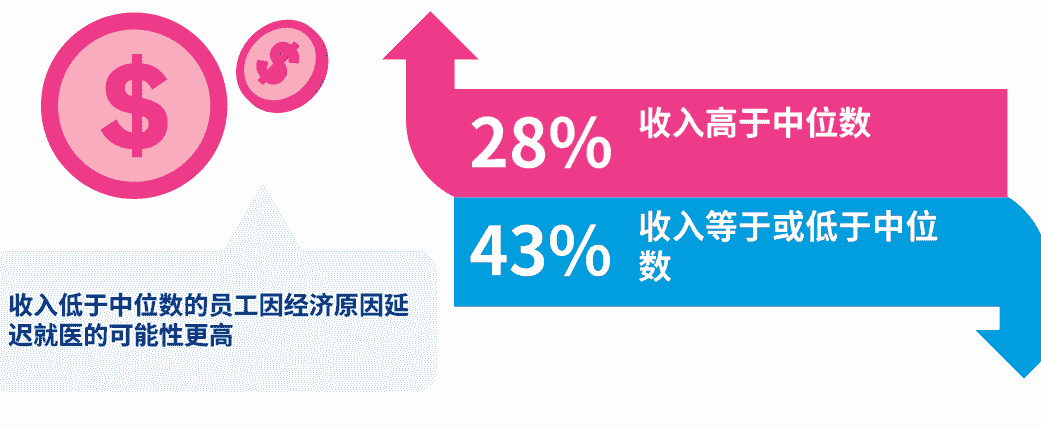 $
$
28%
收入高于中位数
43%
收入等于或低于中位
数
收入低于中位数的员工因经济原因延
迟就医的可能性更高